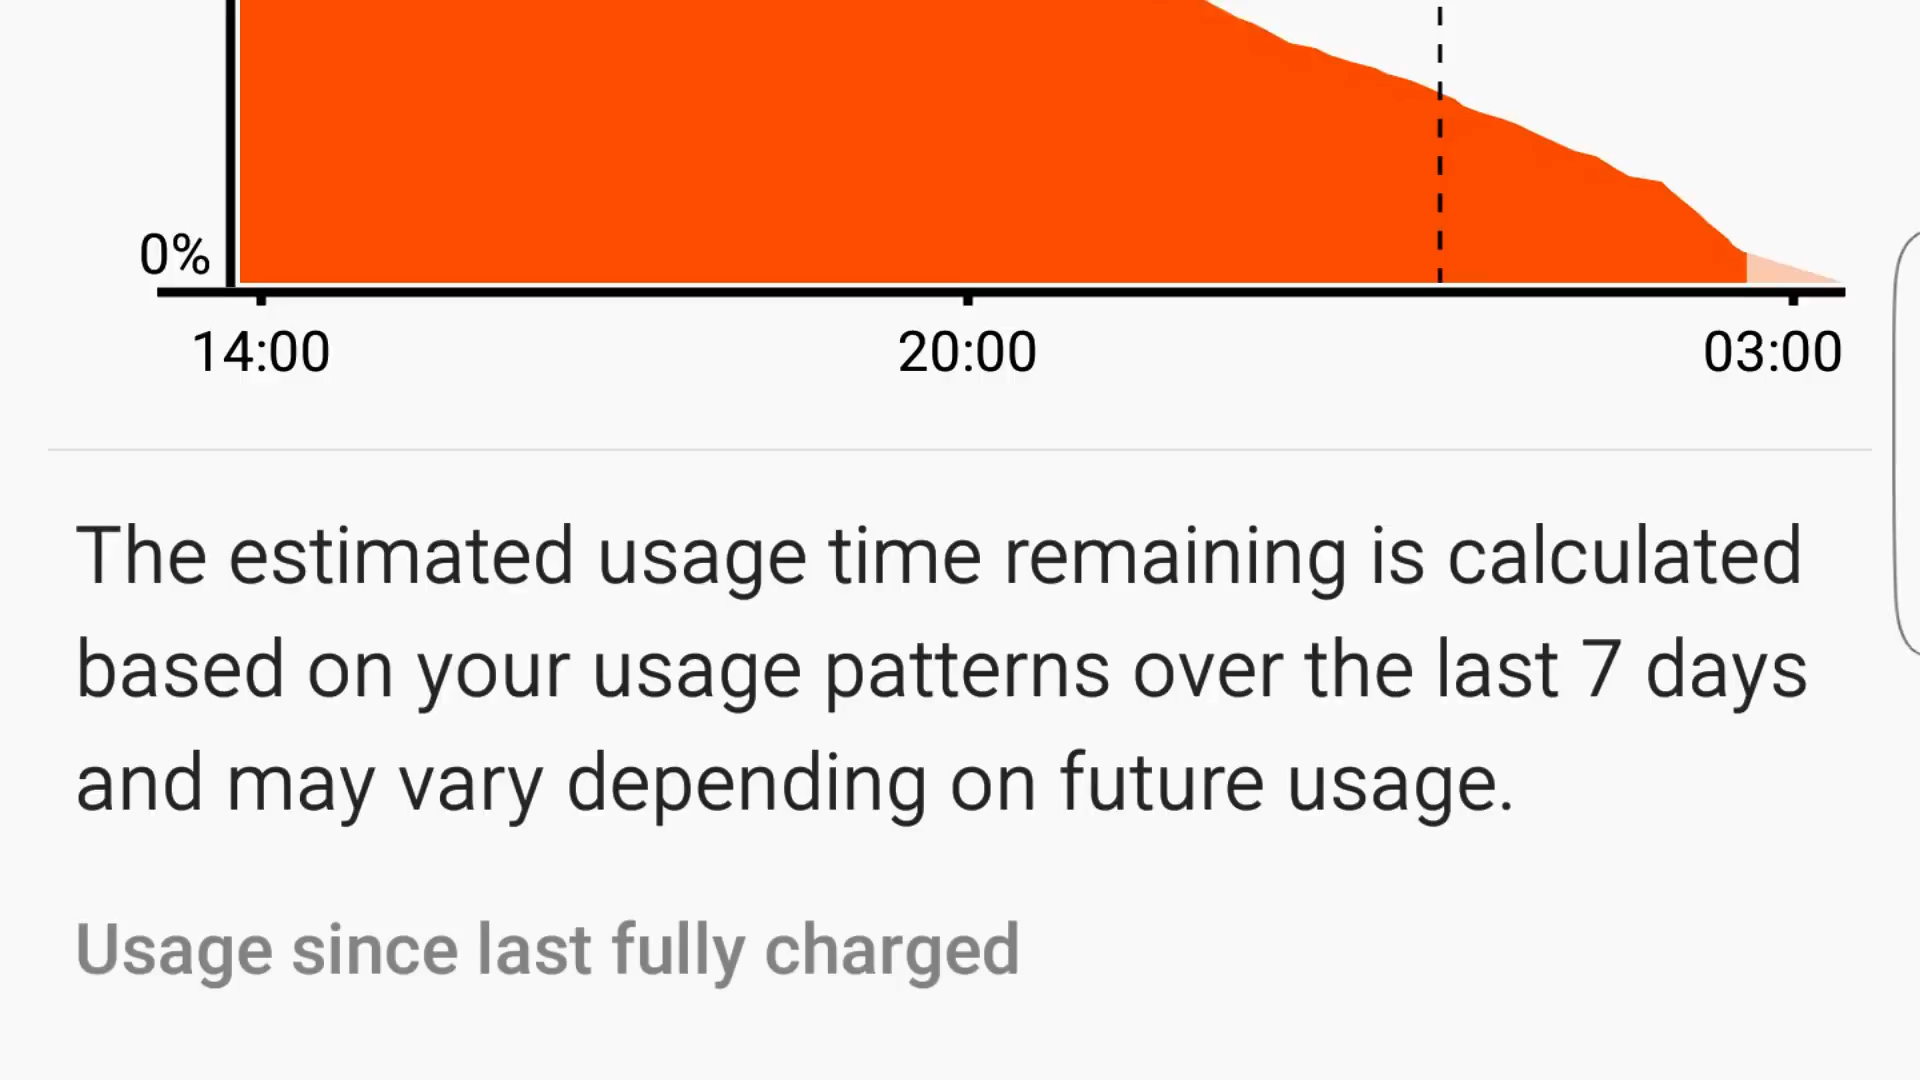 0%
14:00 20:00 03:00
The estimated usage time remaining is calculated
based on your usage patterns over the last 7 days
and may vary depending on future usage.
Usage since last fully charged